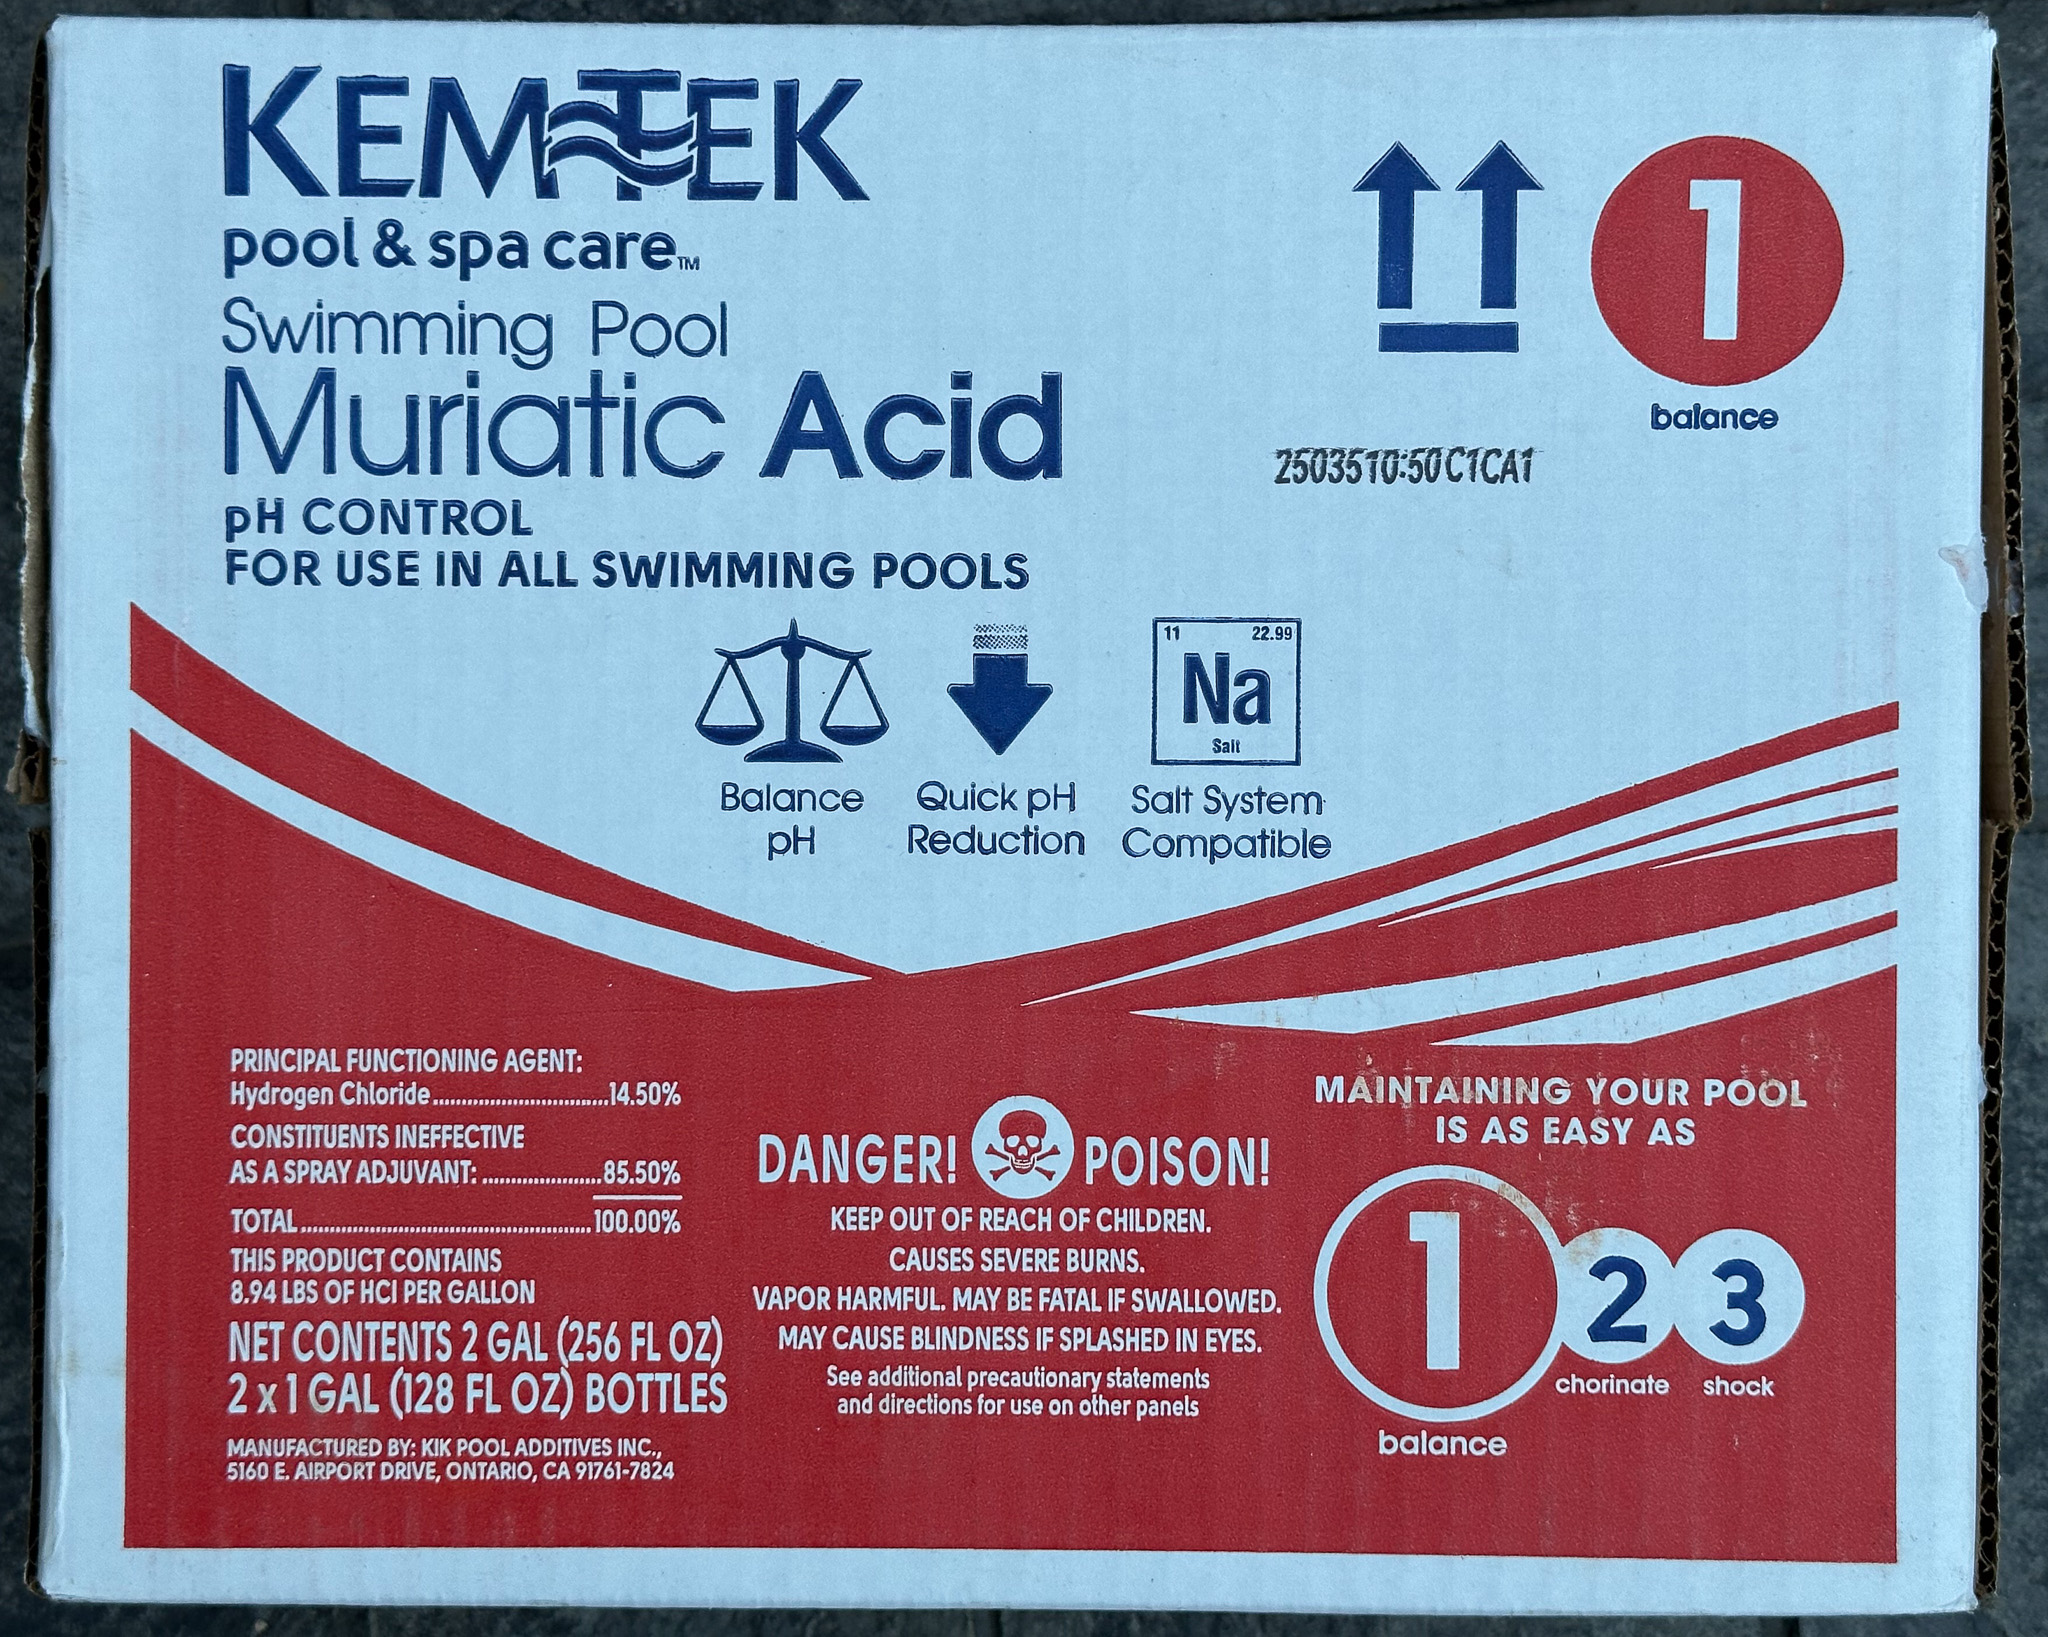 KEMTEK
pool & spa care™
Swimming Pool
Muriatic Acid
pH CONTROL
FOR USE IN ALL SWIMMING POOLS
1
balance
2503510:50C1CA1
11 22.99
Na
Salt
Balance
pH
Quick pH
Reduction
Salt System
Compatible
PRINCIPAL FUNCTIONING AGENT:
Hydrogen Chloride..............................14.50%
CONSTITUENTS INEFFECTIVE
AS A SPRAY ADJUVANT: .....................85.50%
TOTAL.................................................. 100.00%
THIS PRODUCT CONTAINS
8.94 LBS OF HCl PER GALLON
NET CONTENTS 2 GAL (256 FL OZ)
2 x 1 GAL (128 FL OZ) BOTTLES
MANUFACTURED BY: KIK POOL ADDITIVES INC.,
5160 E. AIRPORT DRIVE, ONTARIO, CA 91761-7824
DANGER! POISON!
KEEP OUT OF REACH OF CHILDREN.
CAUSES SEVERE BURNS.
VAPOR HARMFUL. MAY BE FATAL IF SWALLOWED.
MAY CAUSE BLINDNESS IF SPLASHED IN EYES.
See additional precautionary statements
and directions for use on other panels
MAINTAINING YOUR POOL
IS AS EASY AS
1 2 3
chorinate shock
balance